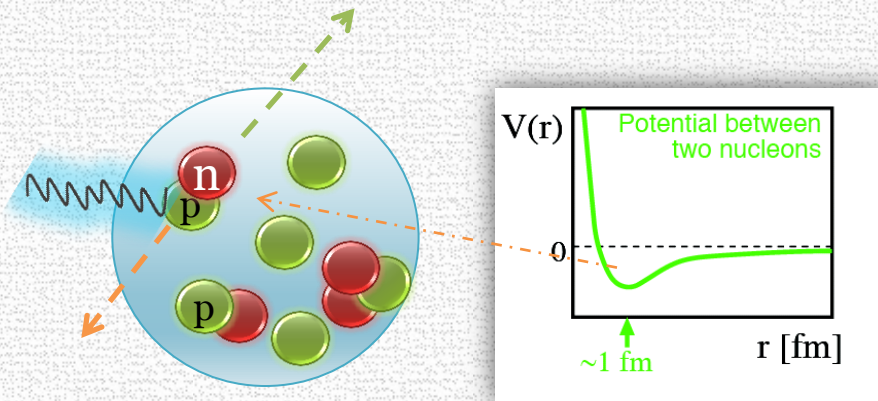 n
p
p
V(r)
Potential between
two nucleons
0
~1 fm
r [fm]